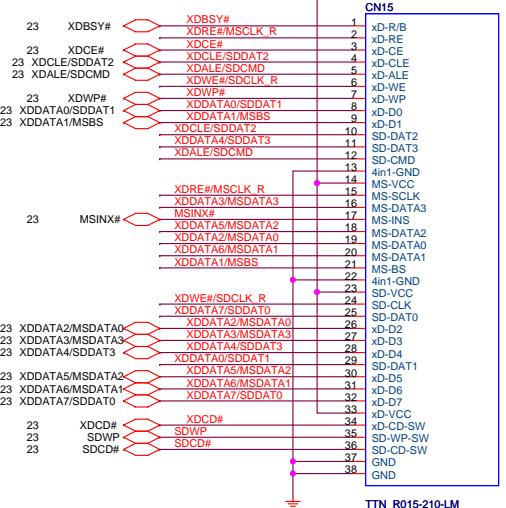 CN15
23 XDBSY# XDBSY# 1 xD-R/B
XDRE#/MSCLK_R 2 xD-RE
23 XDCE# XDCE# 3 xD-CE
23 XDCLE/SDDAT2 XDCLE/SDDAT2 4 xD-CLE
23 XDALE/SDCMD XDALE/SDCMD 5 xD-ALE
XDWE#/SDCLK_R 6 xD-WE
23 XDWP# XDWP# 7 xD-WP
23 XDDATA0/SDDAT1 XDDATA0/SDDAT1 8 xD-D0
23 XDDATA1/MSBS XDDATA1/MSBS 9 xD-D1
XDCLE/SDDAT2 10 SD-DAT2
XDDATA4/SDDAT3 11 SD-DAT3
XDALE/SDCMD 12 SD-CMD
13 4in1-GND
14 MS-VCC
XDRE#/MSCLK_R 15 MS-SCLK
XDDATA3/MSDATA3 16 MS-DATA3
23 MSINX# MSINX# 17 MS-INS
XDDATA5/MSDATA2 18 MS-DATA2
XDDATA2/MSDATA0 19 MS-DATA0
XDDATA6/MSDATA1 20 MS-DATA1
XDDATA1/MSBS 21 MS-BS
22 4in1-GND
23 SD-VCC
XDWE#/SDCLK_R 24 SD-CLK
XDDATA7/SDDAT0 25 SD-DAT0
23 XDDATA2/MSDATA0 XDDATA2/MSDATA0 26 xD-D2
23 XDDATA3/MSDATA3 XDDATA3/MSDATA3 27 xD-D3
23 XDDATA4/SDDAT3 XDDATA4/SDDAT3 28 xD-D4
XDDATA0/SDDAT1 29 SD-DAT1
23 XDDATA5/MSDATA2 XDDATA5/MSDATA2 30 xD-D5
23 XDDATA6/MSDATA1 XDDATA6/MSDATA1 31 xD-D6
23 XDDATA7/SDDAT0 XDDATA7/SDDAT0 32 xD-D7
33 xD-VCC
23 XDCD# XDCD# 34 xD-CD-SW
23 SDWP SDWP 35 SD-WP-SW
23 SDCD# SDCD# 36 SD-CD-SW
37 GND
38 GND
TTN_R015-210-LM